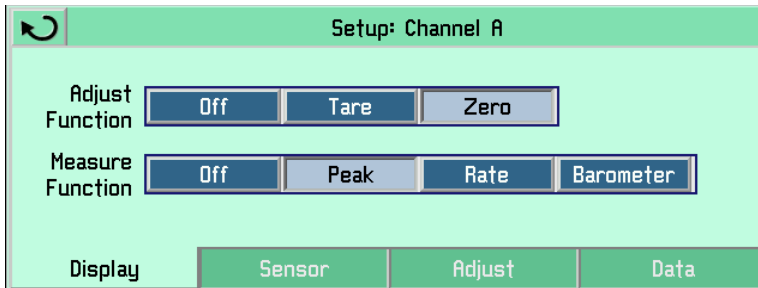 Setup: Channel A
Adjust
Function
Off Tare Zero
Measure
Function
Off Peak Rate Barometer
Display Sensor Adjust Data